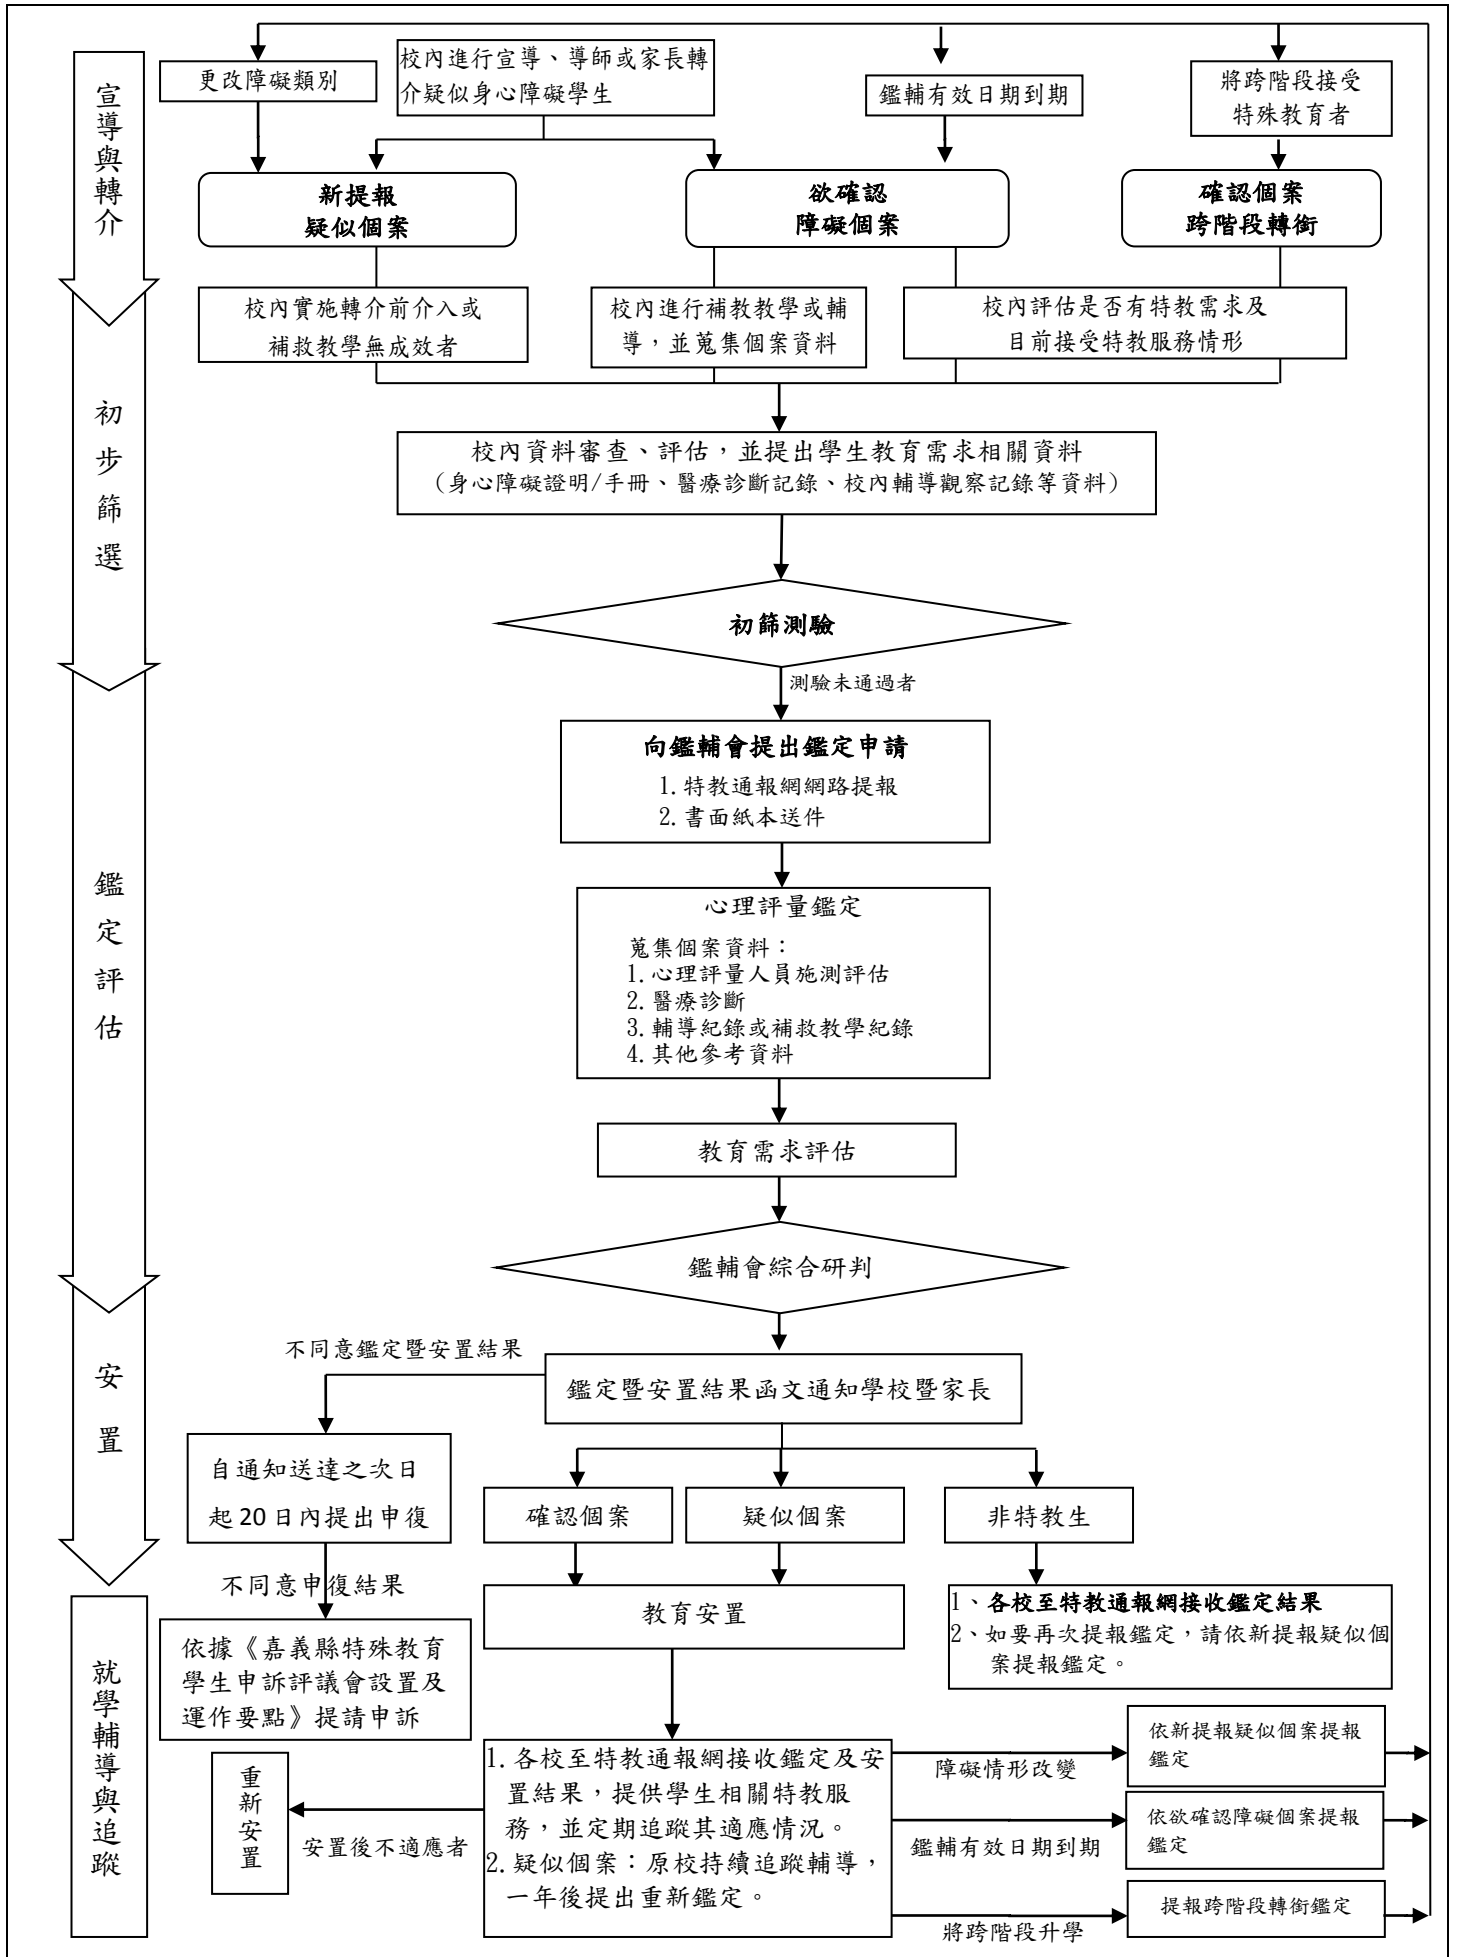 宣導與轉介
初步篩選
鑑定評估
安置
就學輔導與追蹤
更改障礙類別
校內進行宣導、導師或家長轉
介疑似身心障礙學生
鑑輔有效日期到期
將跨階段接受
特殊教育者
新提報
疑似個案
欲確認
障礙個案
確認個案
跨階段轉銜
校內實施轉介前介入或
補救教學無成效者
校內進行補教教學或輔
導，並蒐集個案資料
校內評估是否有特教需求及
目前接受特教服務情形
校內資料審查、評估，並提出學生教育需求相關資料
（身心障礙證明/手冊、醫療診斷記錄、校內輔導觀察記錄等資料）
初篩測驗
測驗未通過者
向鑑輔會提出鑑定申請
1.特教通報網網路提報
2.書面紙本送件
心理評量鑑定
蒐集個案資料：
1.心理評量人員施測評估
2.醫療診斷
3.輔導紀錄或補救教學紀錄
4.其他參考資料
教育需求評估
鑑輔會綜合研判
不同意鑑定暨安置結果
鑑定暨安置結果函文通知學校暨家長
自通知送達之次日
起20日內提出申復
確認個案
疑似個案
非特教生
不同意申復結果
教育安置
1、各校至特教通報網接收鑑定結果
2、如要再次提報鑑定，請依新提報疑似個
案提報鑑定。
依據《嘉義縣特殊教育
學生申訴評議會設置及
運作要點》提請申訴
重新安置
安置後不適應者
1.各校至特教通報網接收鑑定及安
置結果，提供學生相關特教服
務，並定期追蹤其適應情況。
2.疑似個案：原校持續追蹤輔導，
一年後提出重新鑑定。
障礙情形改變
依新提報疑似個案提報
鑑定
鑑輔有效日期到期
依欲確認障礙個案提報
鑑定
將跨階段升學
提報跨階段轉銜鑑定